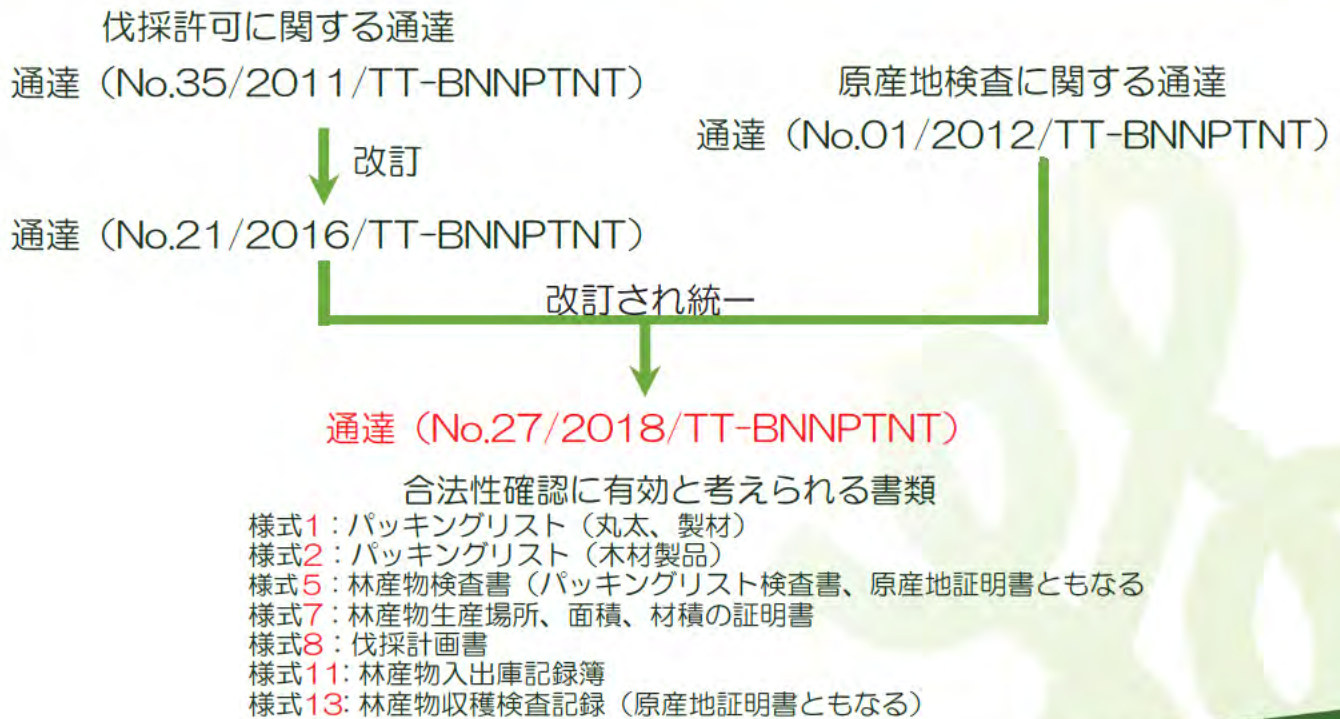 伐採許可に関する通達
通達（No.35/2011/TT-BNNPTNT）
原産地検査に関する通達
通達（No.01/2012/TT-BNNPTNT）
改訂
通達（No.21/2016/TT-BNNPTNT）
改訂され統一
通達（No.27/2018/TT-BNNPTNT）
合法性確認に有効と考えられる書類
様式1：パッキングリスト（丸太、製材）
様式2：パッキングリスト（木材製品）
様式5：林産物検査書（パッキングリスト検査書、原産地証明書ともなる
様式7：林産物生産場所、面積、材積の証明書
様式8：伐採計画書
様式11：林産物入出庫記録簿
様式13：林産物収穫検査記録（原産地証明書ともなる）